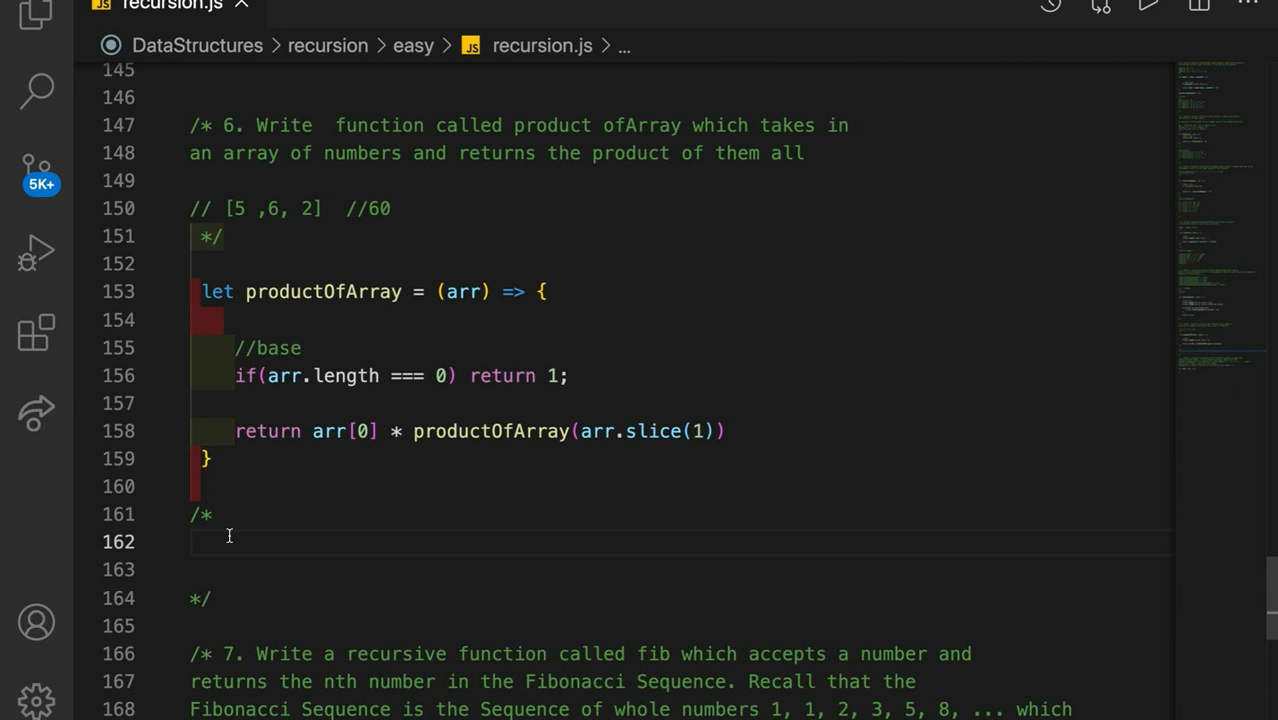 JS recursion.js ×
DataStructures > recursion > easy > JS recursion.js > ...
145
146
147 /* 6. Write  function called product ofArray which takes in
148 an array of numbers and returns the product of them all
149
150 // [5 ,6, 2]  //60
151 */
152
153 let productOfArray = (arr) => {
154
155 //base
156 if(arr.length === 0) return 1;
157
158 return arr[0] * productOfArray(arr.slice(1))
159 }
160
161 /*
162
163
164 */
165
166 /* 7. Write a recursive function called fib which accepts a number and
167 returns the nth number in the Fibonacci Sequence. Recall that the
168 Fibonacci Sequence is the Sequence of whole numbers 1, 1, 2, 3, 5, 8, ... which
5K+